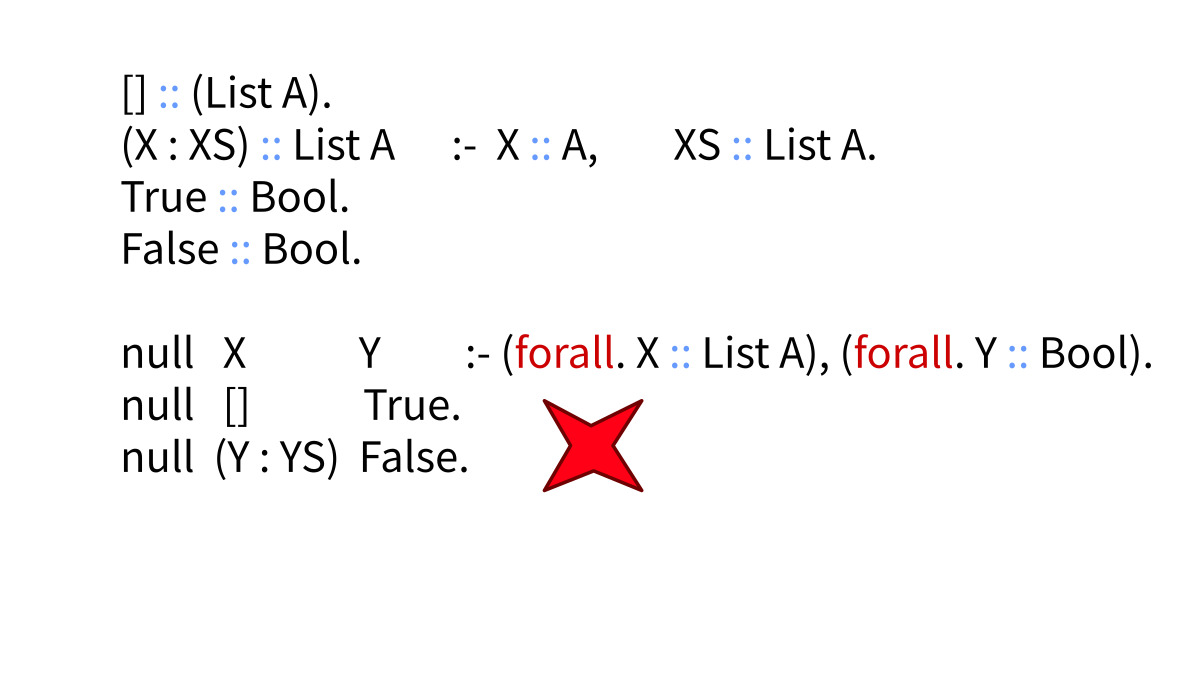 [] :: (List A).
(X : XS) :: List A :- X :: A, XS :: List A.
True :: Bool.
False :: Bool.
null X Y :- (forall. X :: List A), (forall. Y :: Bool).
null [] True.
null (Y : YS) False.